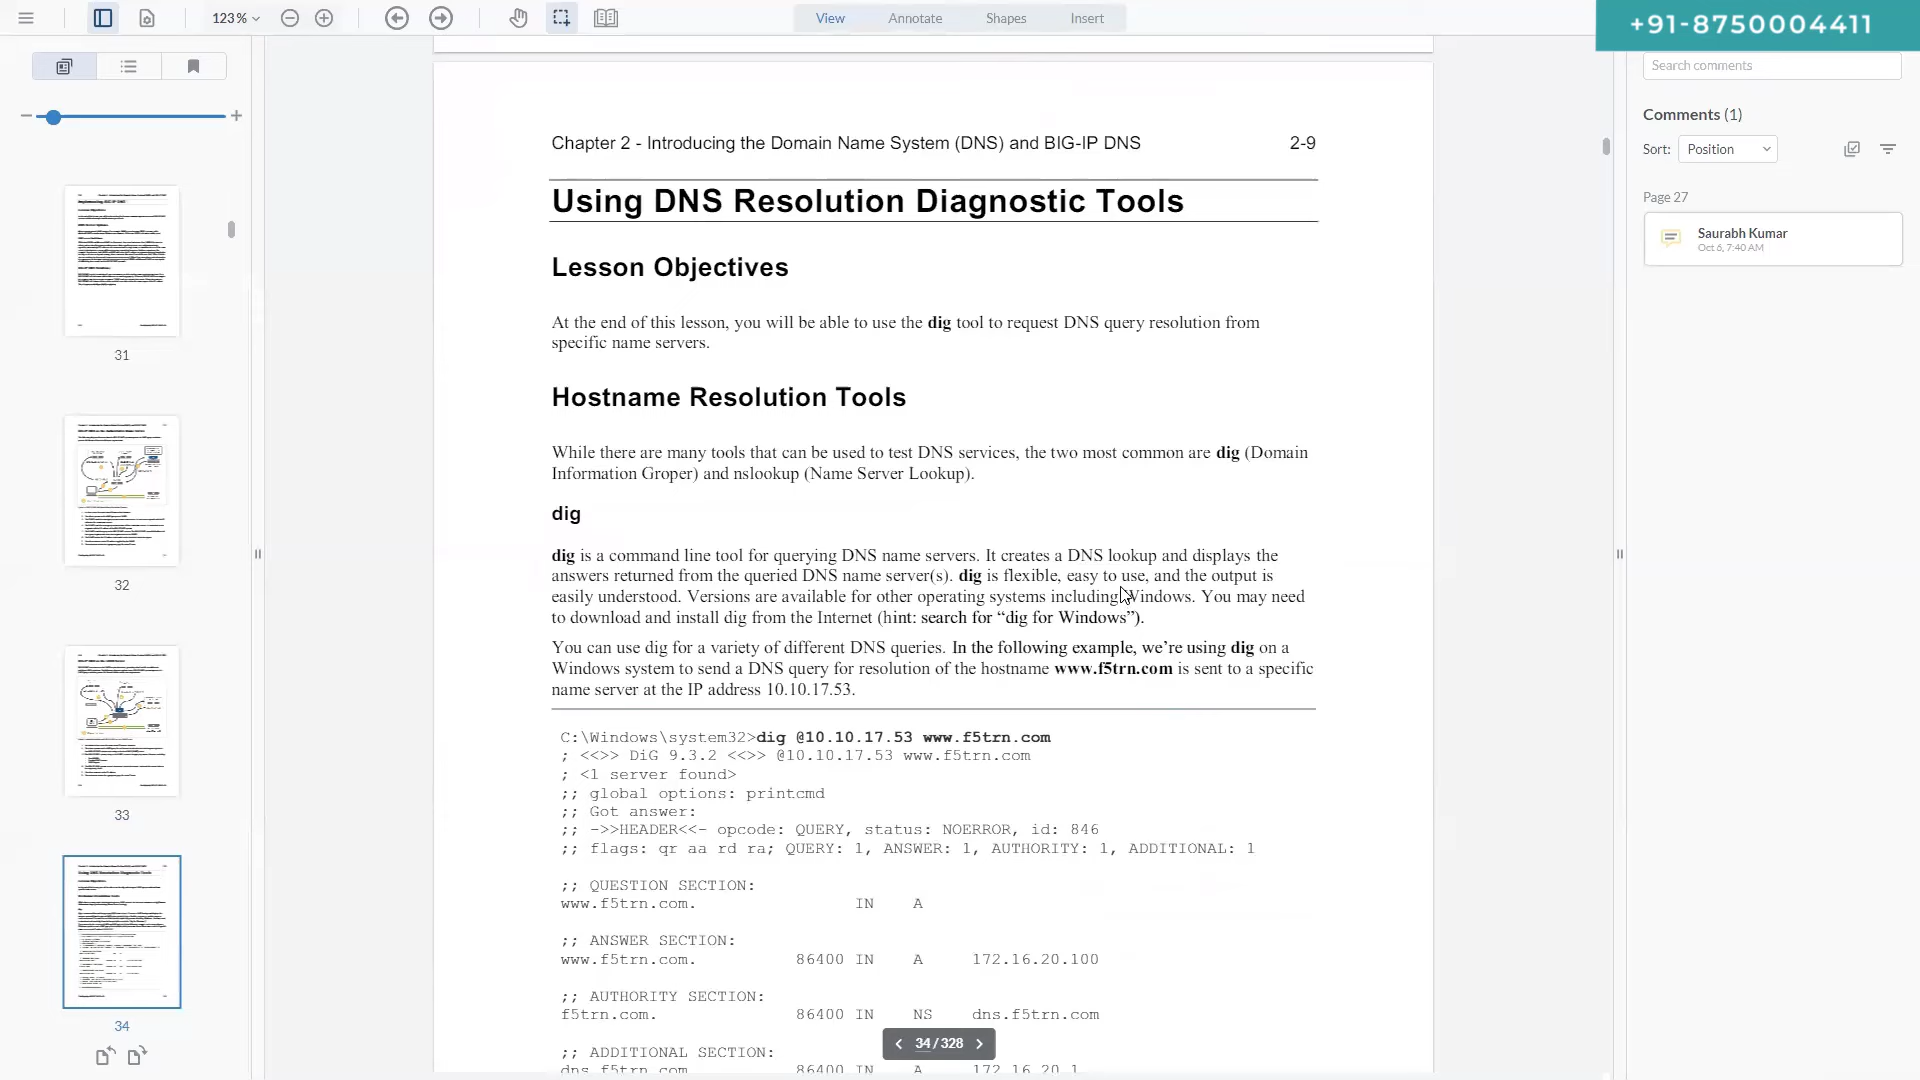 123%
View
Annotate
Shapes
Insert
+91-8750004411
Search comments
Comments (1)
Sort: Position
Page 27
Saurabh Kumar
Oct 6, 7:40 AM
31
32
33
34
Chapter 2 - Introducing the Domain Name System (DNS) and BIG-IP DNS 2-9
Using DNS Resolution Diagnostic Tools
Lesson Objectives
At the end of this lesson, you will be able to use the dig tool to request DNS query resolution from
specific name servers.
Hostname Resolution Tools
While there are many tools that can be used to test DNS services, the two most common are dig (Domain
Information Groper) and nslookup (Name Server Lookup).
dig
dig is a command line tool for querying DNS name servers. It creates a DNS lookup and displays the
answers returned from the queried DNS name server(s). dig is flexible, easy to use, and the output is
easily understood. Versions are available for other operating systems including Windows. You may need
to download and install dig from the Internet (hint: search for “dig for Windows”).
You can use dig for a variety of different DNS queries. In the following example, we’re using dig on a
Windows system to send a DNS query for resolution of the hostname www.f5trn.com is sent to a specific
name server at the IP address 10.10.17.53.
C:\Windows\system32>dig @10.10.17.53 www.f5trn.com
; <<>> DiG 9.3.2 <<>> @10.10.17.53 www.f5trn.com
; <1 server found>
;; global options: printcmd
;; Got answer:
;; ->>HEADER<<- opcode: QUERY, status: NOERROR, id: 846
;; flags: qr aa rd ra; QUERY: 1, ANSWER: 1, AUTHORITY: 1, ADDITIONAL: 1
;; QUESTION SECTION:
www.f5trn.com. IN A
;; ANSWER SECTION:
www.f5trn.com. 86400 IN A 172.16.20.100
;; AUTHORITY SECTION:
f5trn.com. 86400 IN NS dns.f5trn.com
;; ADDITIONAL SECTION:
dns.f5trn.com 86400 IN A 172.16.20.1
34 / 328